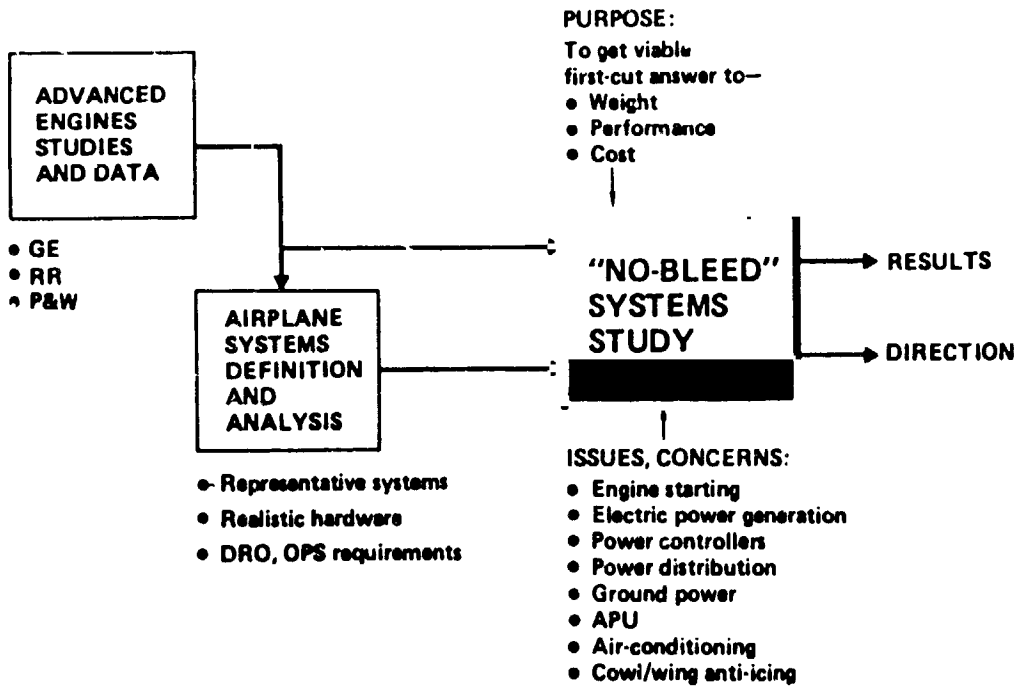 PURPOSE:
To get viable
first-cut answer to—
● Weight
● Performance
● Cost
ADVANCED
ENGINES
STUDIES
AND DATA
● GE
● RR
● P&W
AIRPLANE
SYSTEMS
DEFINITION
AND
ANALYSIS
● Representative systems
● Realistic hardware
● DRO, OPS requirements
"NO-BLEED"
SYSTEMS
STUDY
RESULTS
DIRECTION
ISSUES, CONCERNS:
● Engine starting
● Electric power generation
● Power controllers
● Power distribution
● Ground power
● APU
● Air-conditioning
● Cowl/wing anti-icing